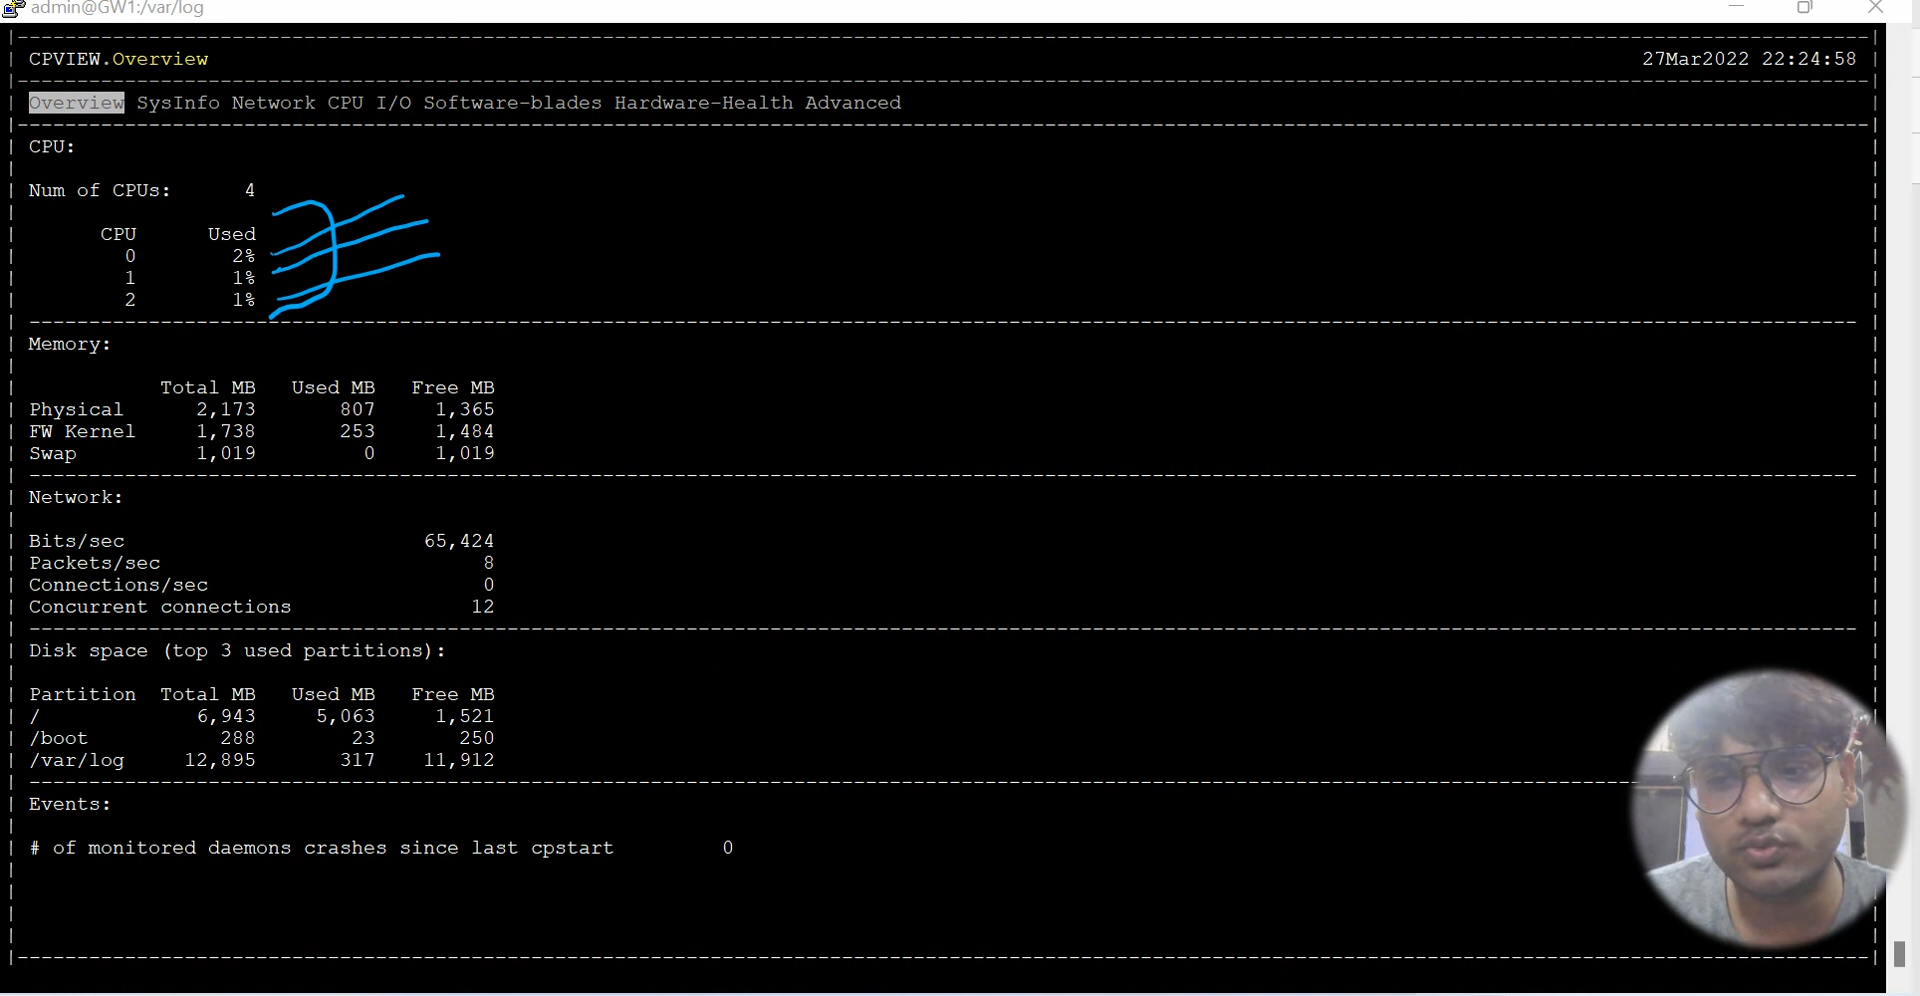 admin@GW1:/var/log
CPVIEW.Overview 27Mar2022 22:24:58
Overview SysInfo Network CPU I/O Software-blades Hardware-Health Advanced
CPU:
Num of CPUs: 4
CPU Used
0 2%
1 1%
2 1%
Memory:
Total MB Used MB Free MB
Physical 2,173 807 1,365
FW Kernel 1,738 253 1,484
Swap 1,019 0 1,019
Network:
Bits/sec 65,424
Packets/sec 8
Connections/sec 0
Concurrent connections 12
Disk space (top 3 used partitions):
Partition Total MB Used MB Free MB
/ 6,943 5,063 1,521
/boot 288 23 250
/var/log 12,895 317 11,912
Events:
# of monitored daemons crashes since last cpstart 0